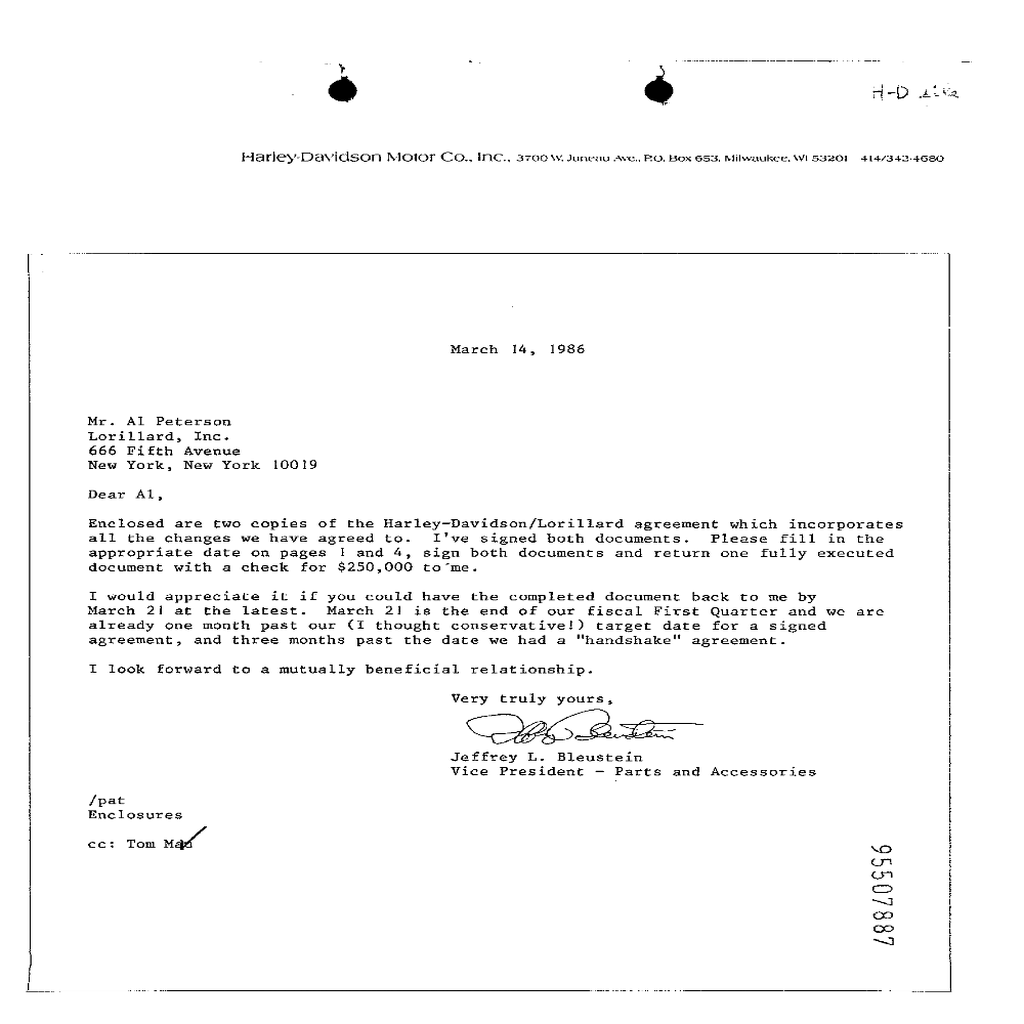 H-D
Harley-Davidson Motor Co., Inc., 3700 W. Juneau Ave., P.O. Box 653, Milwaukee, WI 53201 414/342-4680
March 14, 1986
Mr. Al Peterson
Lorillard, Inc.
666 Fifth Avenue
New York, New York 10019
Dear Al,
Enclosed are two copies of the Harley-Davidson/Lorillard agreement which incorporates
all the changes we have agreed to. I've signed both documents. Please fill in the
appropriate date on pages 1 and 4, sign both documents and return one fully executed
document with a check for $250,000 to me.
I would appreciate it if you could have the completed document back to me by
March 21 at the latest. March 21 is the end of our fiscal First Quarter and we are
already one month past our (I thought conservative!) target date for a signed
agreement, and three months past the date we had a "handshake" agreement.
I look forward to a mutually beneficial relationship.
Very truly yours,
Jeffrey L. Bleustein
Vice President - Parts and Accessories
/pat
Enclosures
cc: Tom Mau
95507887